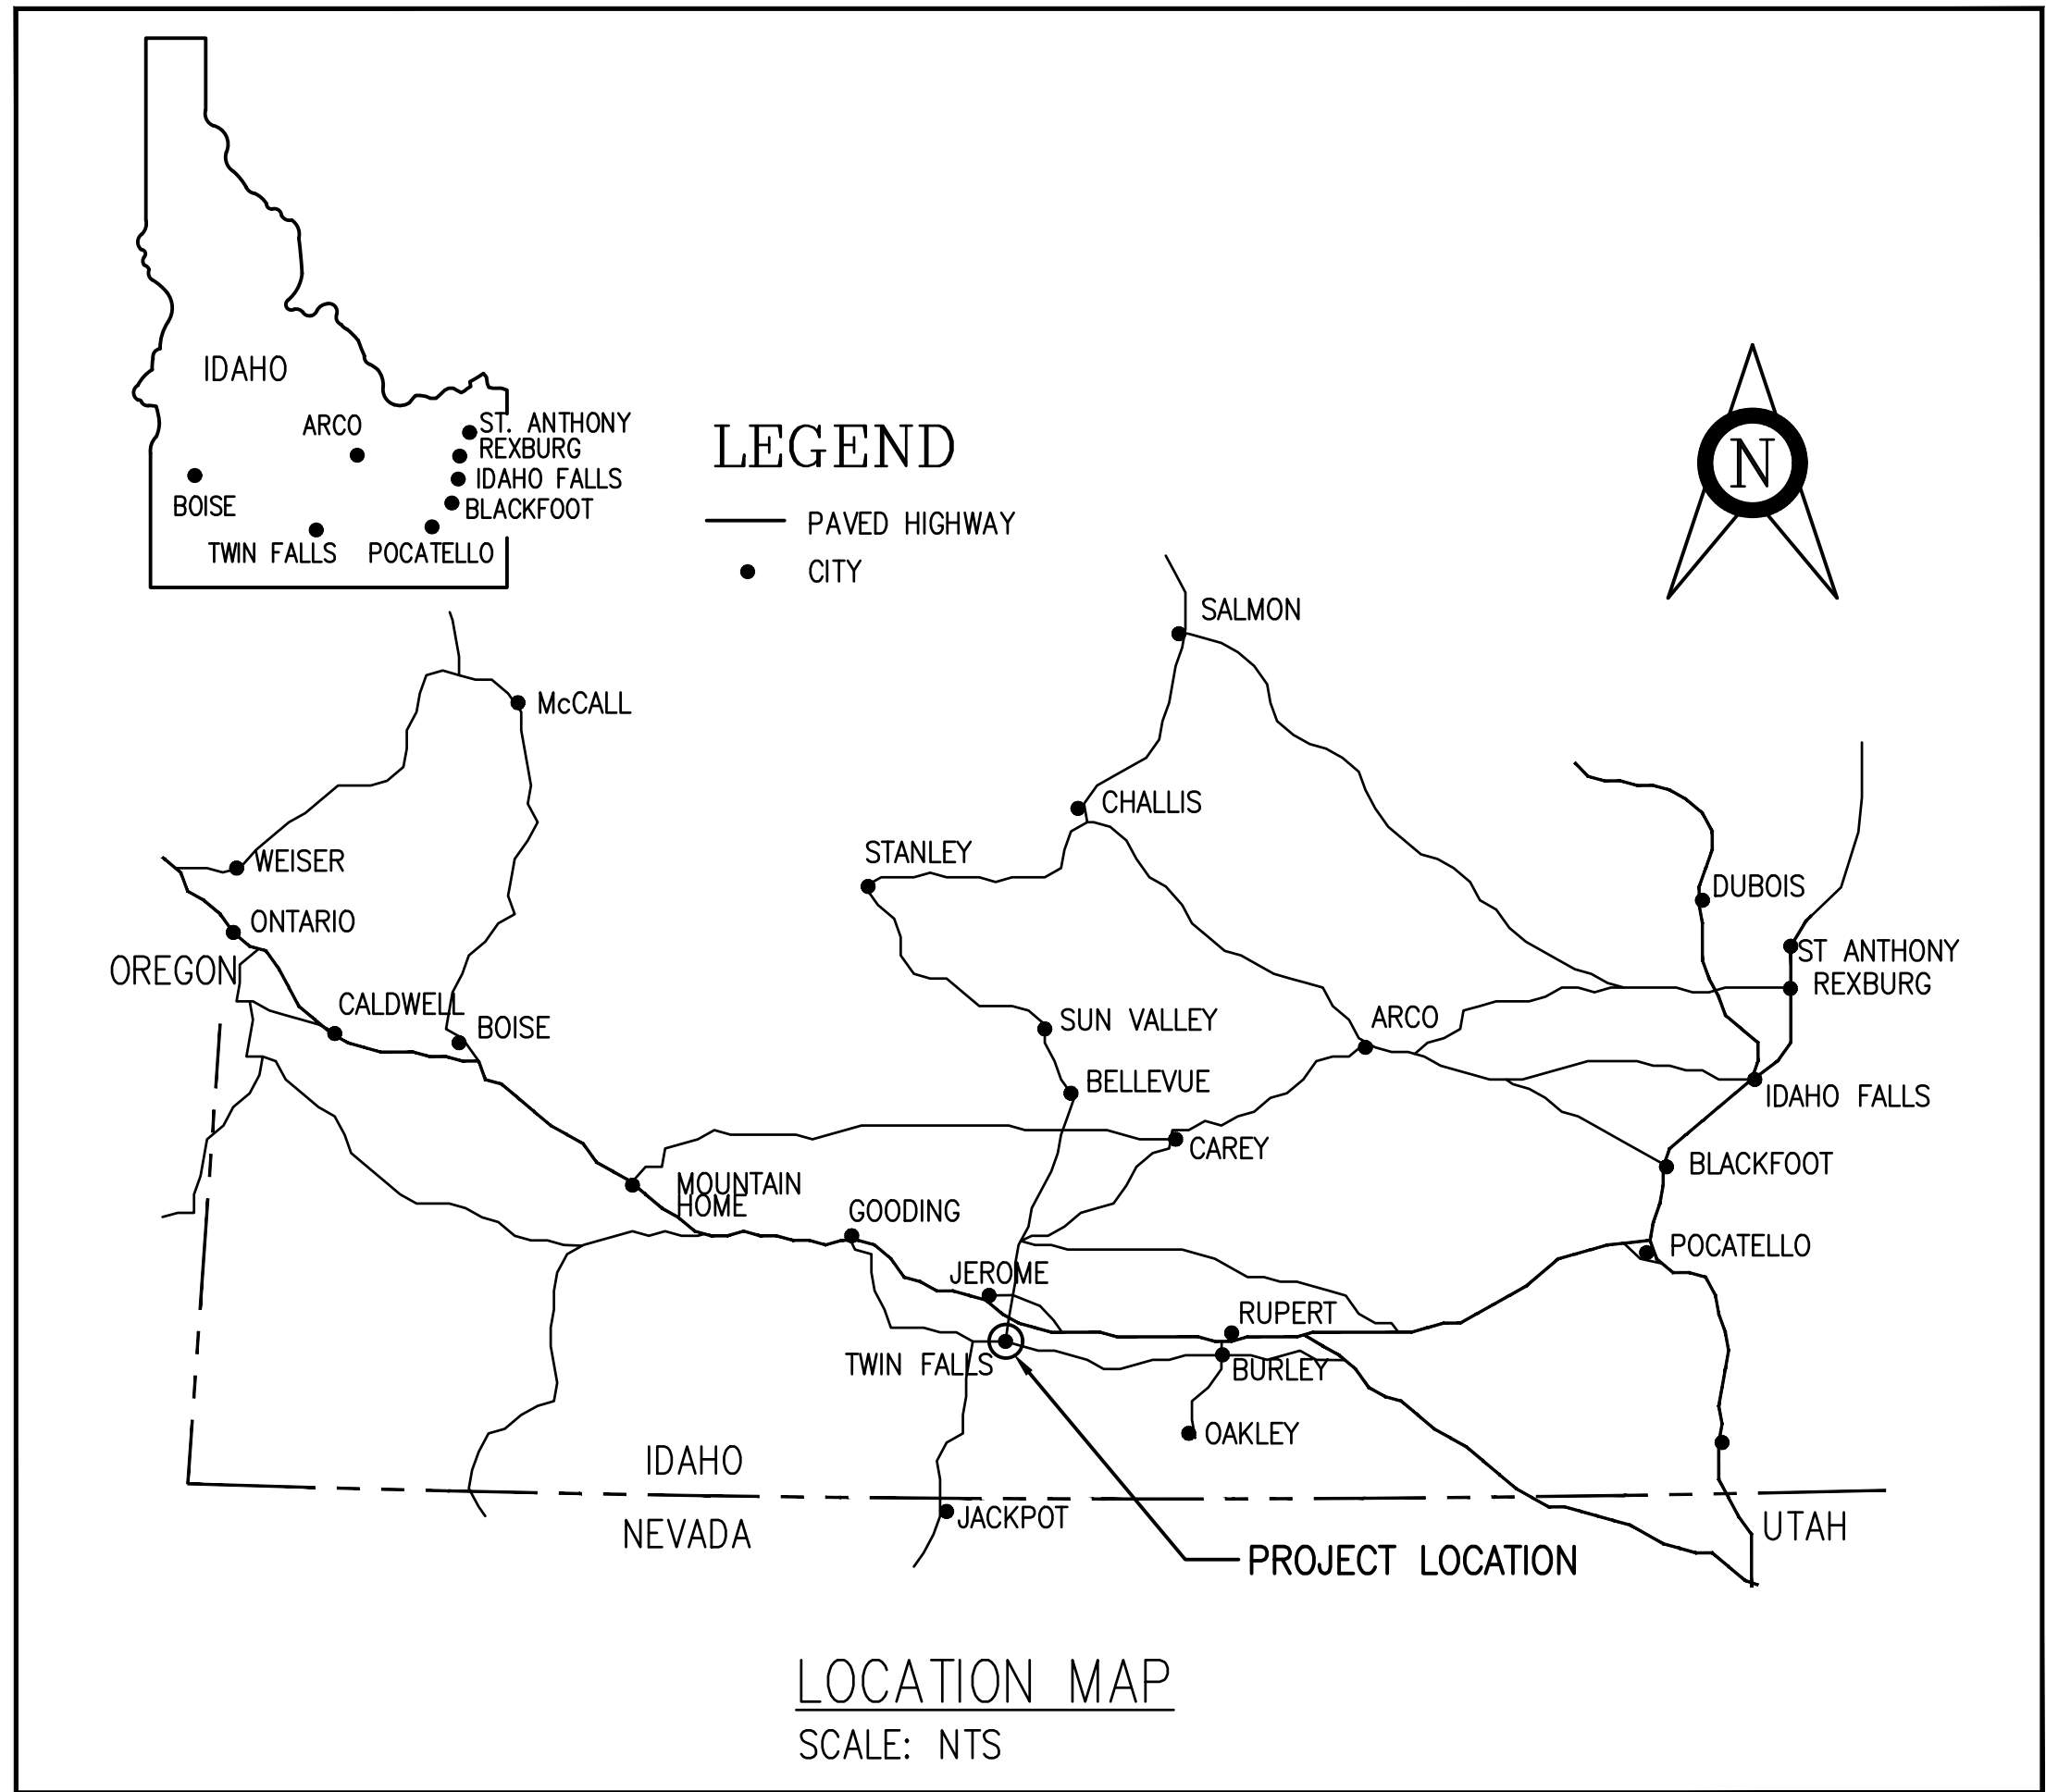 IDAHO
ARCO
ST. ANTHONY
REXBURG
IDAHO FALLS
BLACKFOOT
BOISE
TWIN FALLS
POCATELLO
LEGEND
PAVED HIGHWAY
CITY
N
SALMON
McCALL
CHALLIS
STANLEY
WEISER
DUBOIS
ONTARIO
ST ANTHONY
OREGON
REXBURG
CALDWELL
BOISE
SUN VALLEY
ARCO
BELLEVUE
IDAHO FALLS
CAREY
BLACKFOOT
MOUNTAIN
HOME
GOODING
POCATELLO
JEROME
RUPERT
TWIN FALLS
BURLEY
OAKLEY
IDAHO
JACKPOT
NEVADA
UTAH
PROJECT LOCATION
LOCATION MAP
SCALE: NTS